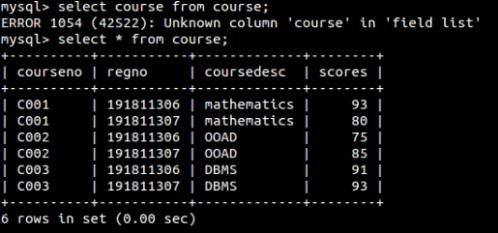 mysql> select course from course;
ERROR 1054 (42S22): Unknown column 'course' in 'field list'
mysql> select * from course;
+----------+-----------+-------------+--------+
| courseno | regno     | coursedesc  | scores |
+----------+-----------+-------------+--------+
| C001     | 191811306 | mathematics |     93 |
| C001     | 191811307 | mathematics |     80 |
| C002     | 191811306 | OOAD        |     75 |
| C002     | 191811307 | OOAD        |     85 |
| C003     | 191811306 | DBMS        |     91 |
| C003     | 191811307 | DBMS        |     93 |
+----------+-----------+-------------+--------+
6 rows in set (0.00 sec)